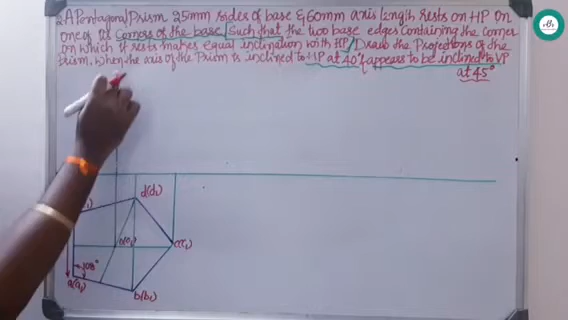 2A Pentagonal Prism 25mm sides of base & 60mm axis length rests on HP on
one of its Corners of the base Such that the two base edges containing the corner
on which it rests makes equal inclination with HP. Draw the Projections of the
prism. when the axis of the Prism is inclined to HP at 40° & appears to be inclined to VP
at 45°
d(d₁)
o(o₁)
c(c₁)
108°
a(a₁)
b(b₁)